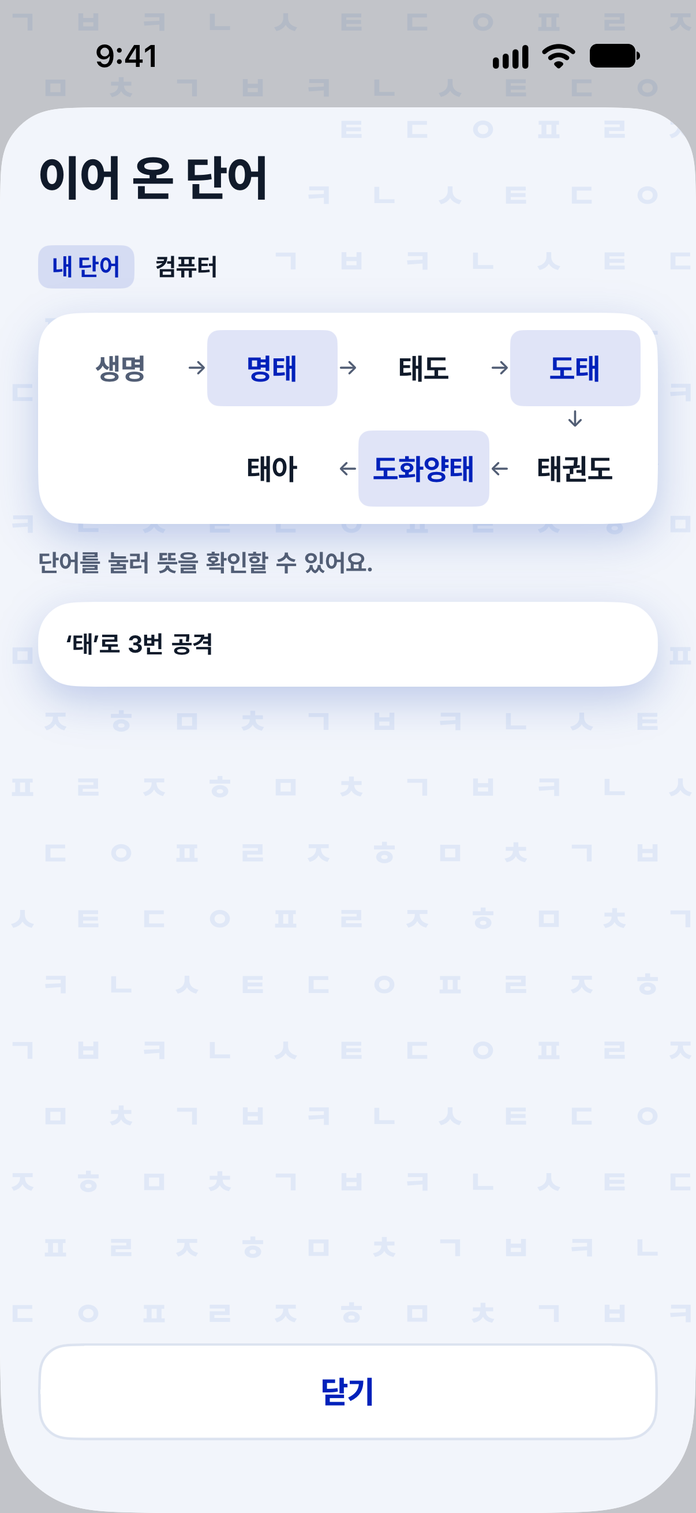 9:41
이어 온 단어
내 단어 컴퓨터
생명 → 명태 → 태도 → 도태
↓
태아 ← 도화양태 ← 태권도
단어를 눌러 뜻을 확인할 수 있어요.
‘태’로 3번 공격
닫기